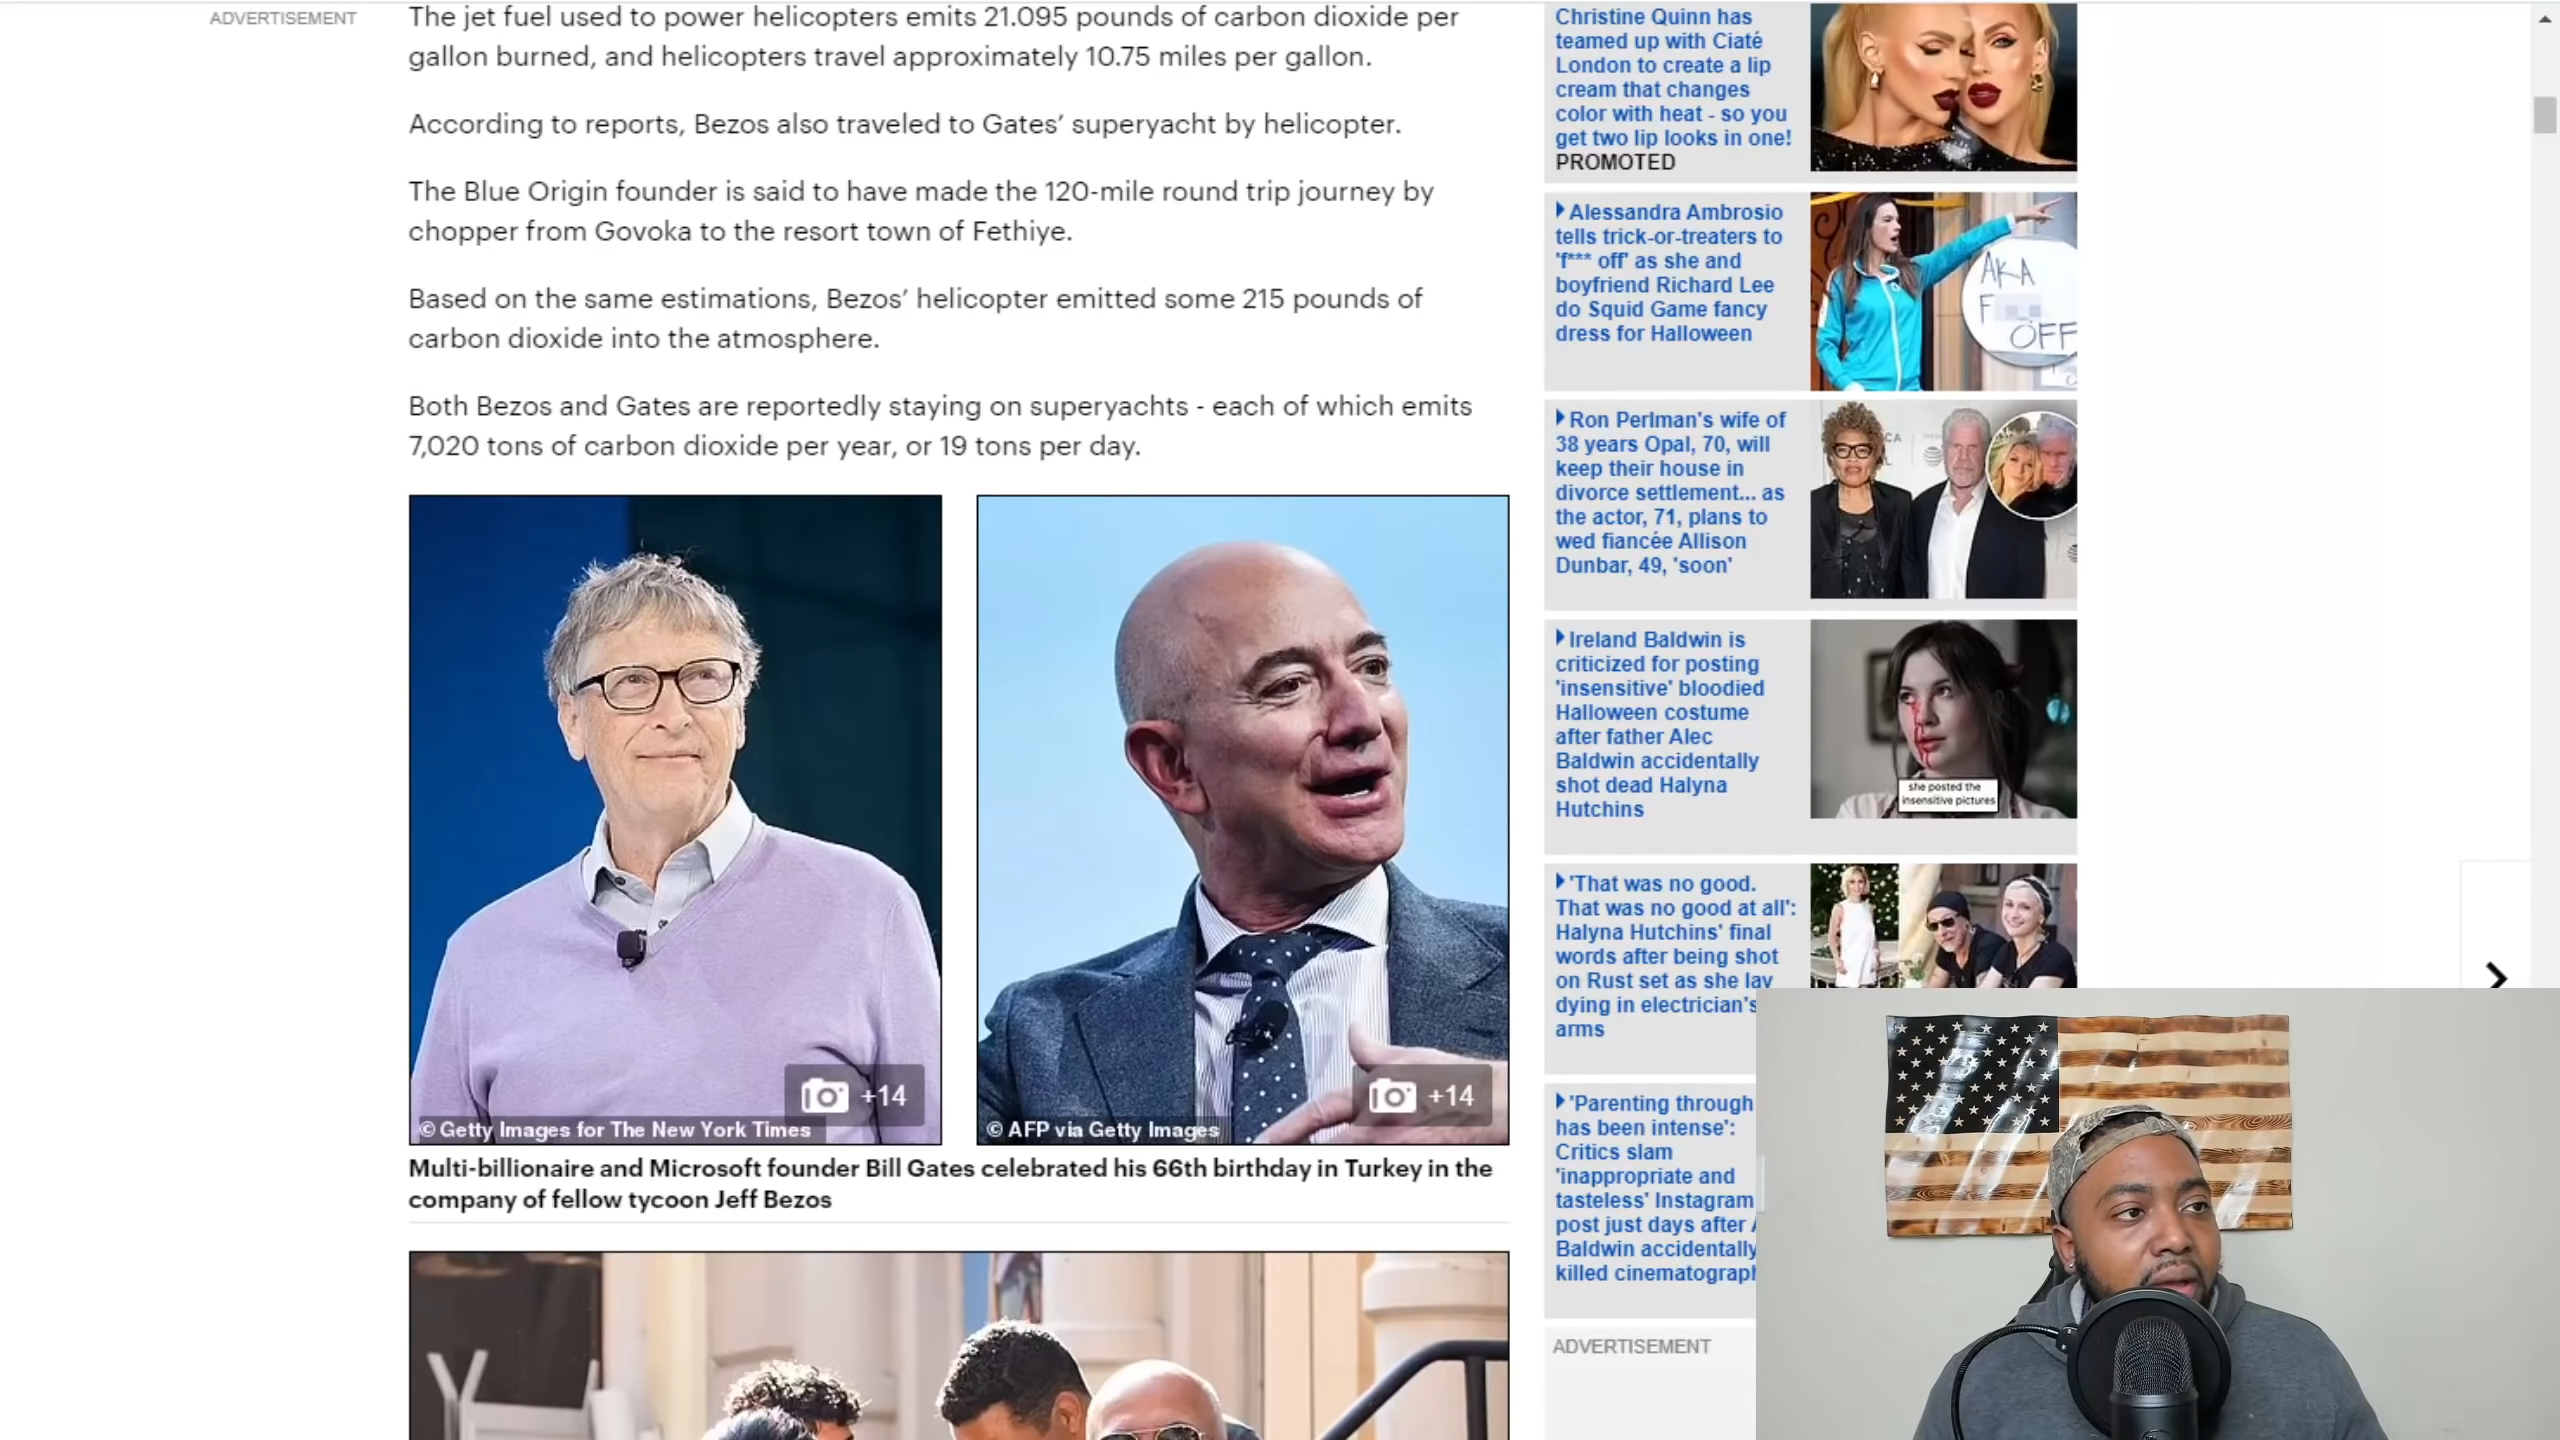 ADVERTISEMENT
The jet fuel used to power helicopters emits 21.095 pounds of carbon dioxide per
gallon burned, and helicopters travel approximately 10.75 miles per gallon.
According to reports, Bezos also traveled to Gates’ superyacht by helicopter.
The Blue Origin founder is said to have made the 120-mile round trip journey by
chopper from Govoka to the resort town of Fethiye.
Based on the same estimations, Bezos’ helicopter emitted some 215 pounds of
carbon dioxide into the atmosphere.
Both Bezos and Gates are reportedly staying on superyachts - each of which emits
7,020 tons of carbon dioxide per year, or 19 tons per day.
+14
© Getty Images for The New York Times
+14
© AFP via Getty Images
Multi-billionaire and Microsoft founder Bill Gates celebrated his 66th birthday in Turkey in the
company of fellow tycoon Jeff Bezos
Christine Quinn has
teamed up with Ciaté
London to create a lip
cream that changes
color with heat - so you
get two lip looks in one!
PROMOTED
Alessandra Ambrosio
tells trick-or-treaters to
'f*** off' as she and
boyfriend Richard Lee
do Squid Game fancy
dress for Halloween
AKA
F
OFF
Ron Perlman's wife of
38 years Opal, 70, will
keep their house in
divorce settlement... as
the actor, 71, plans to
wed fiancée Allison
Dunbar, 49, 'soon'
Ireland Baldwin is
criticized for posting
'insensitive' bloodied
Halloween costume
after father Alec
Baldwin accidentally
shot dead Halyna
Hutchins
she posted the
insensitive pictures
'That was no good.
That was no good at all':
Halyna Hutchins' final
words after being shot
on Rust set as she lay
dying in electrician's
arms
'Parenting through
has been intense':
Critics slam
'inappropriate and
tasteless' Instagram
post just days after
Baldwin accidentally
killed cinematograph
ADVERTISEMENT